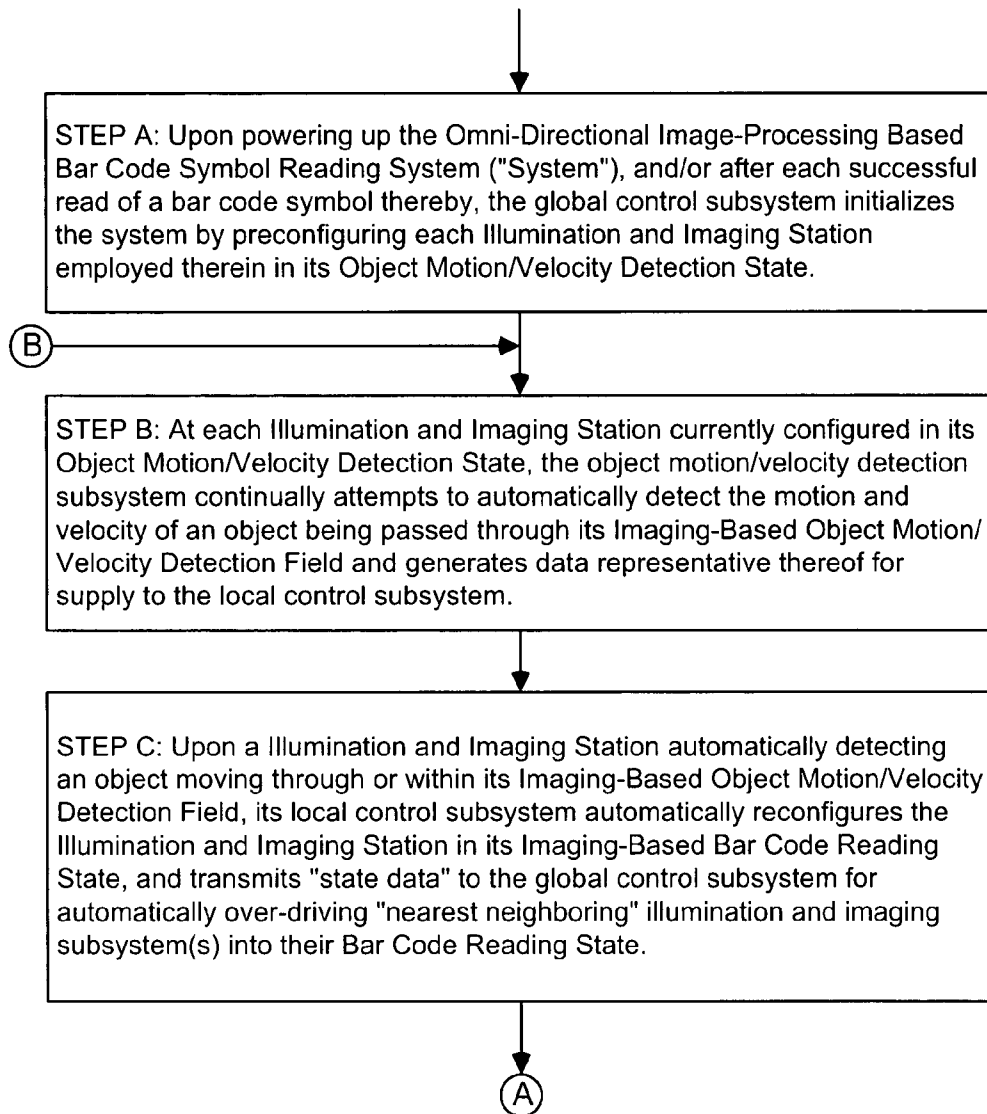 STEP A: Upon powering up the Omni-Directional Image-Processing Based
Bar Code Symbol Reading System ("System"), and/or after each successful
read of a bar code symbol thereby, the global control subsystem initializes
the system by preconfiguring each Illumination and Imaging Station
employed therein in its Object Motion/Velocity Detection State.
B
STEP B: At each Illumination and Imaging Station currently configured in its
Object Motion/Velocity Detection State, the object motion/velocity detection
subsystem continually attempts to automatically detect the motion and
velocity of an object being passed through its Imaging-Based Object Motion/
Velocity Detection Field and generates data representative thereof for
supply to the local control subsystem.
STEP C: Upon a Illumination and Imaging Station automatically detecting
an object moving through or within its Imaging-Based Object Motion/Velocity
Detection Field, its local control subsystem automatically reconfigures the
Illumination and Imaging Station in its Imaging-Based Bar Code Reading
State, and transmits "state data" to the global control subsystem for
automatically over-driving "nearest neighboring" illumination and imaging
subsystem(s) into their Bar Code Reading State.
A